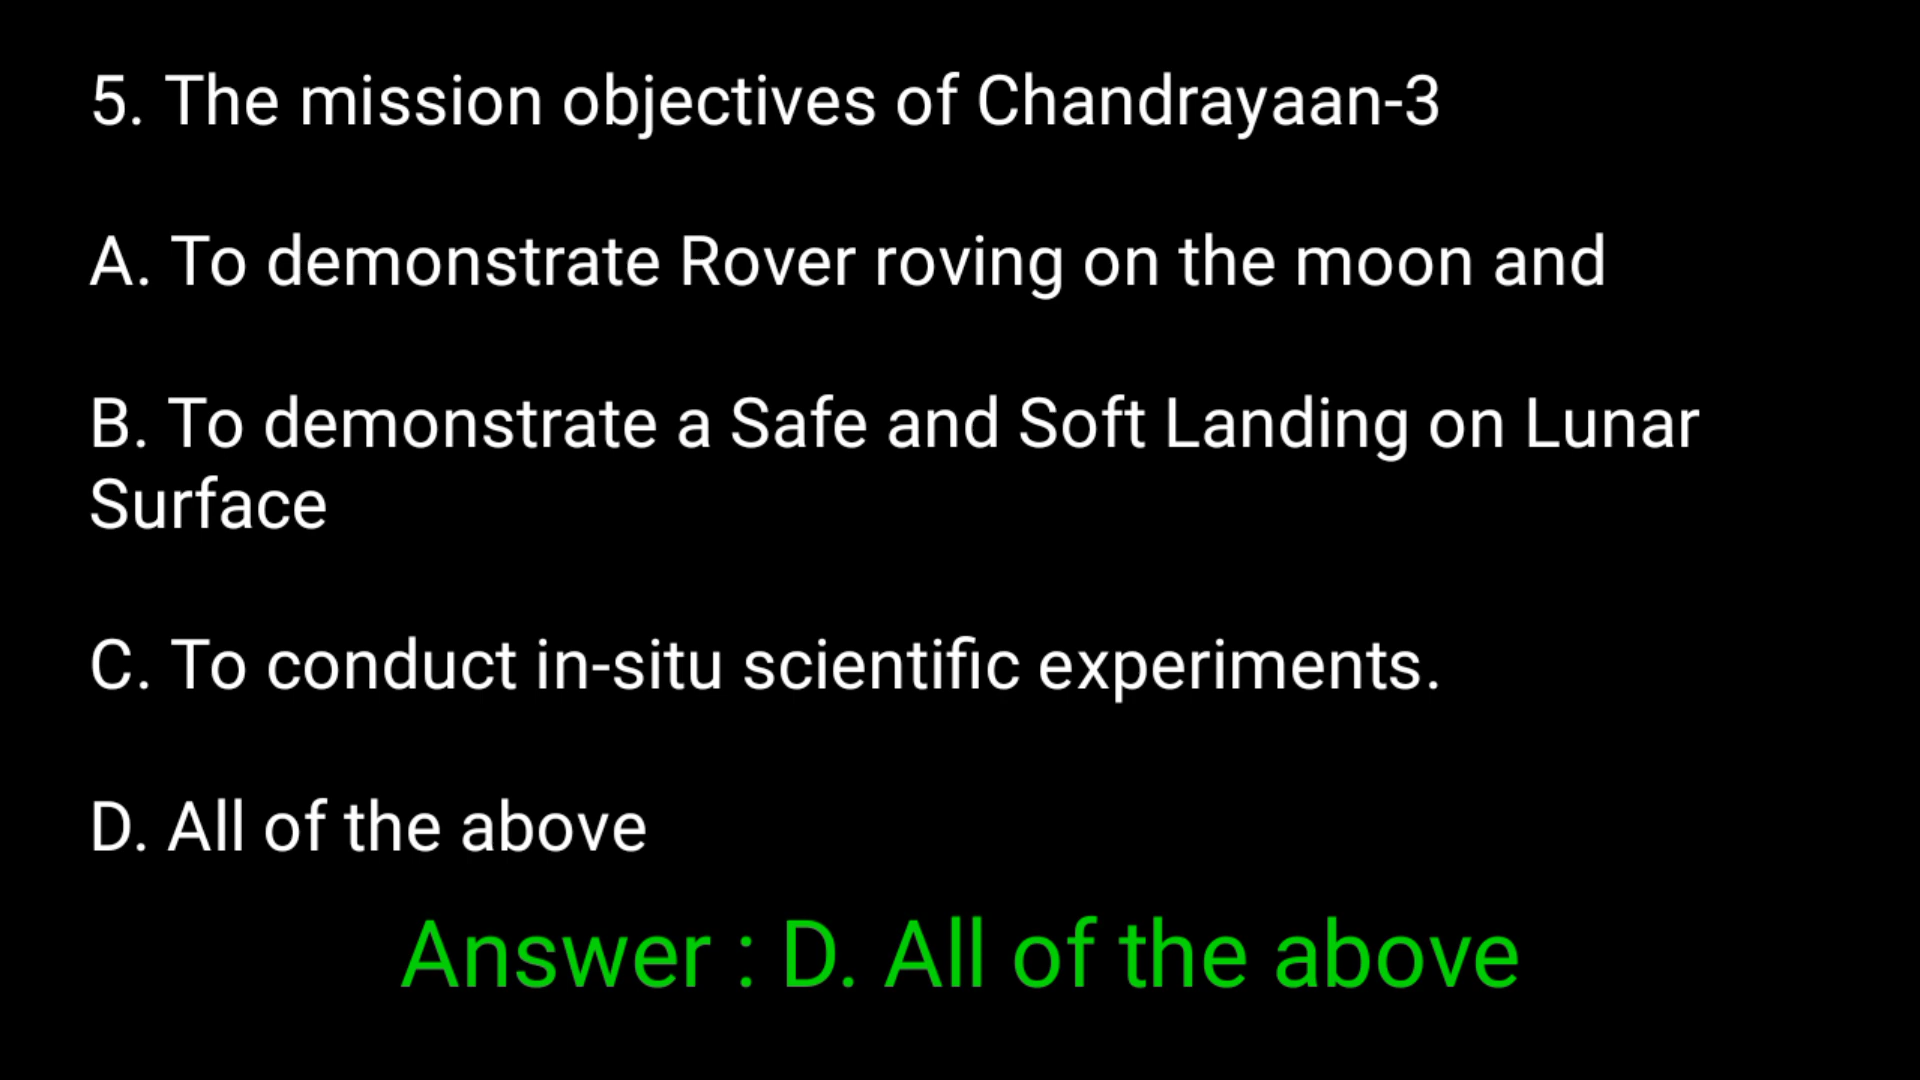 5. The mission objectives of Chandrayaan-3
A. To demonstrate Rover roving on the moon and
B. To demonstrate a Safe and Soft Landing on Lunar
Surface
C. To conduct in-situ scientific experiments.
D. All of the above
Answer : D. All of the above